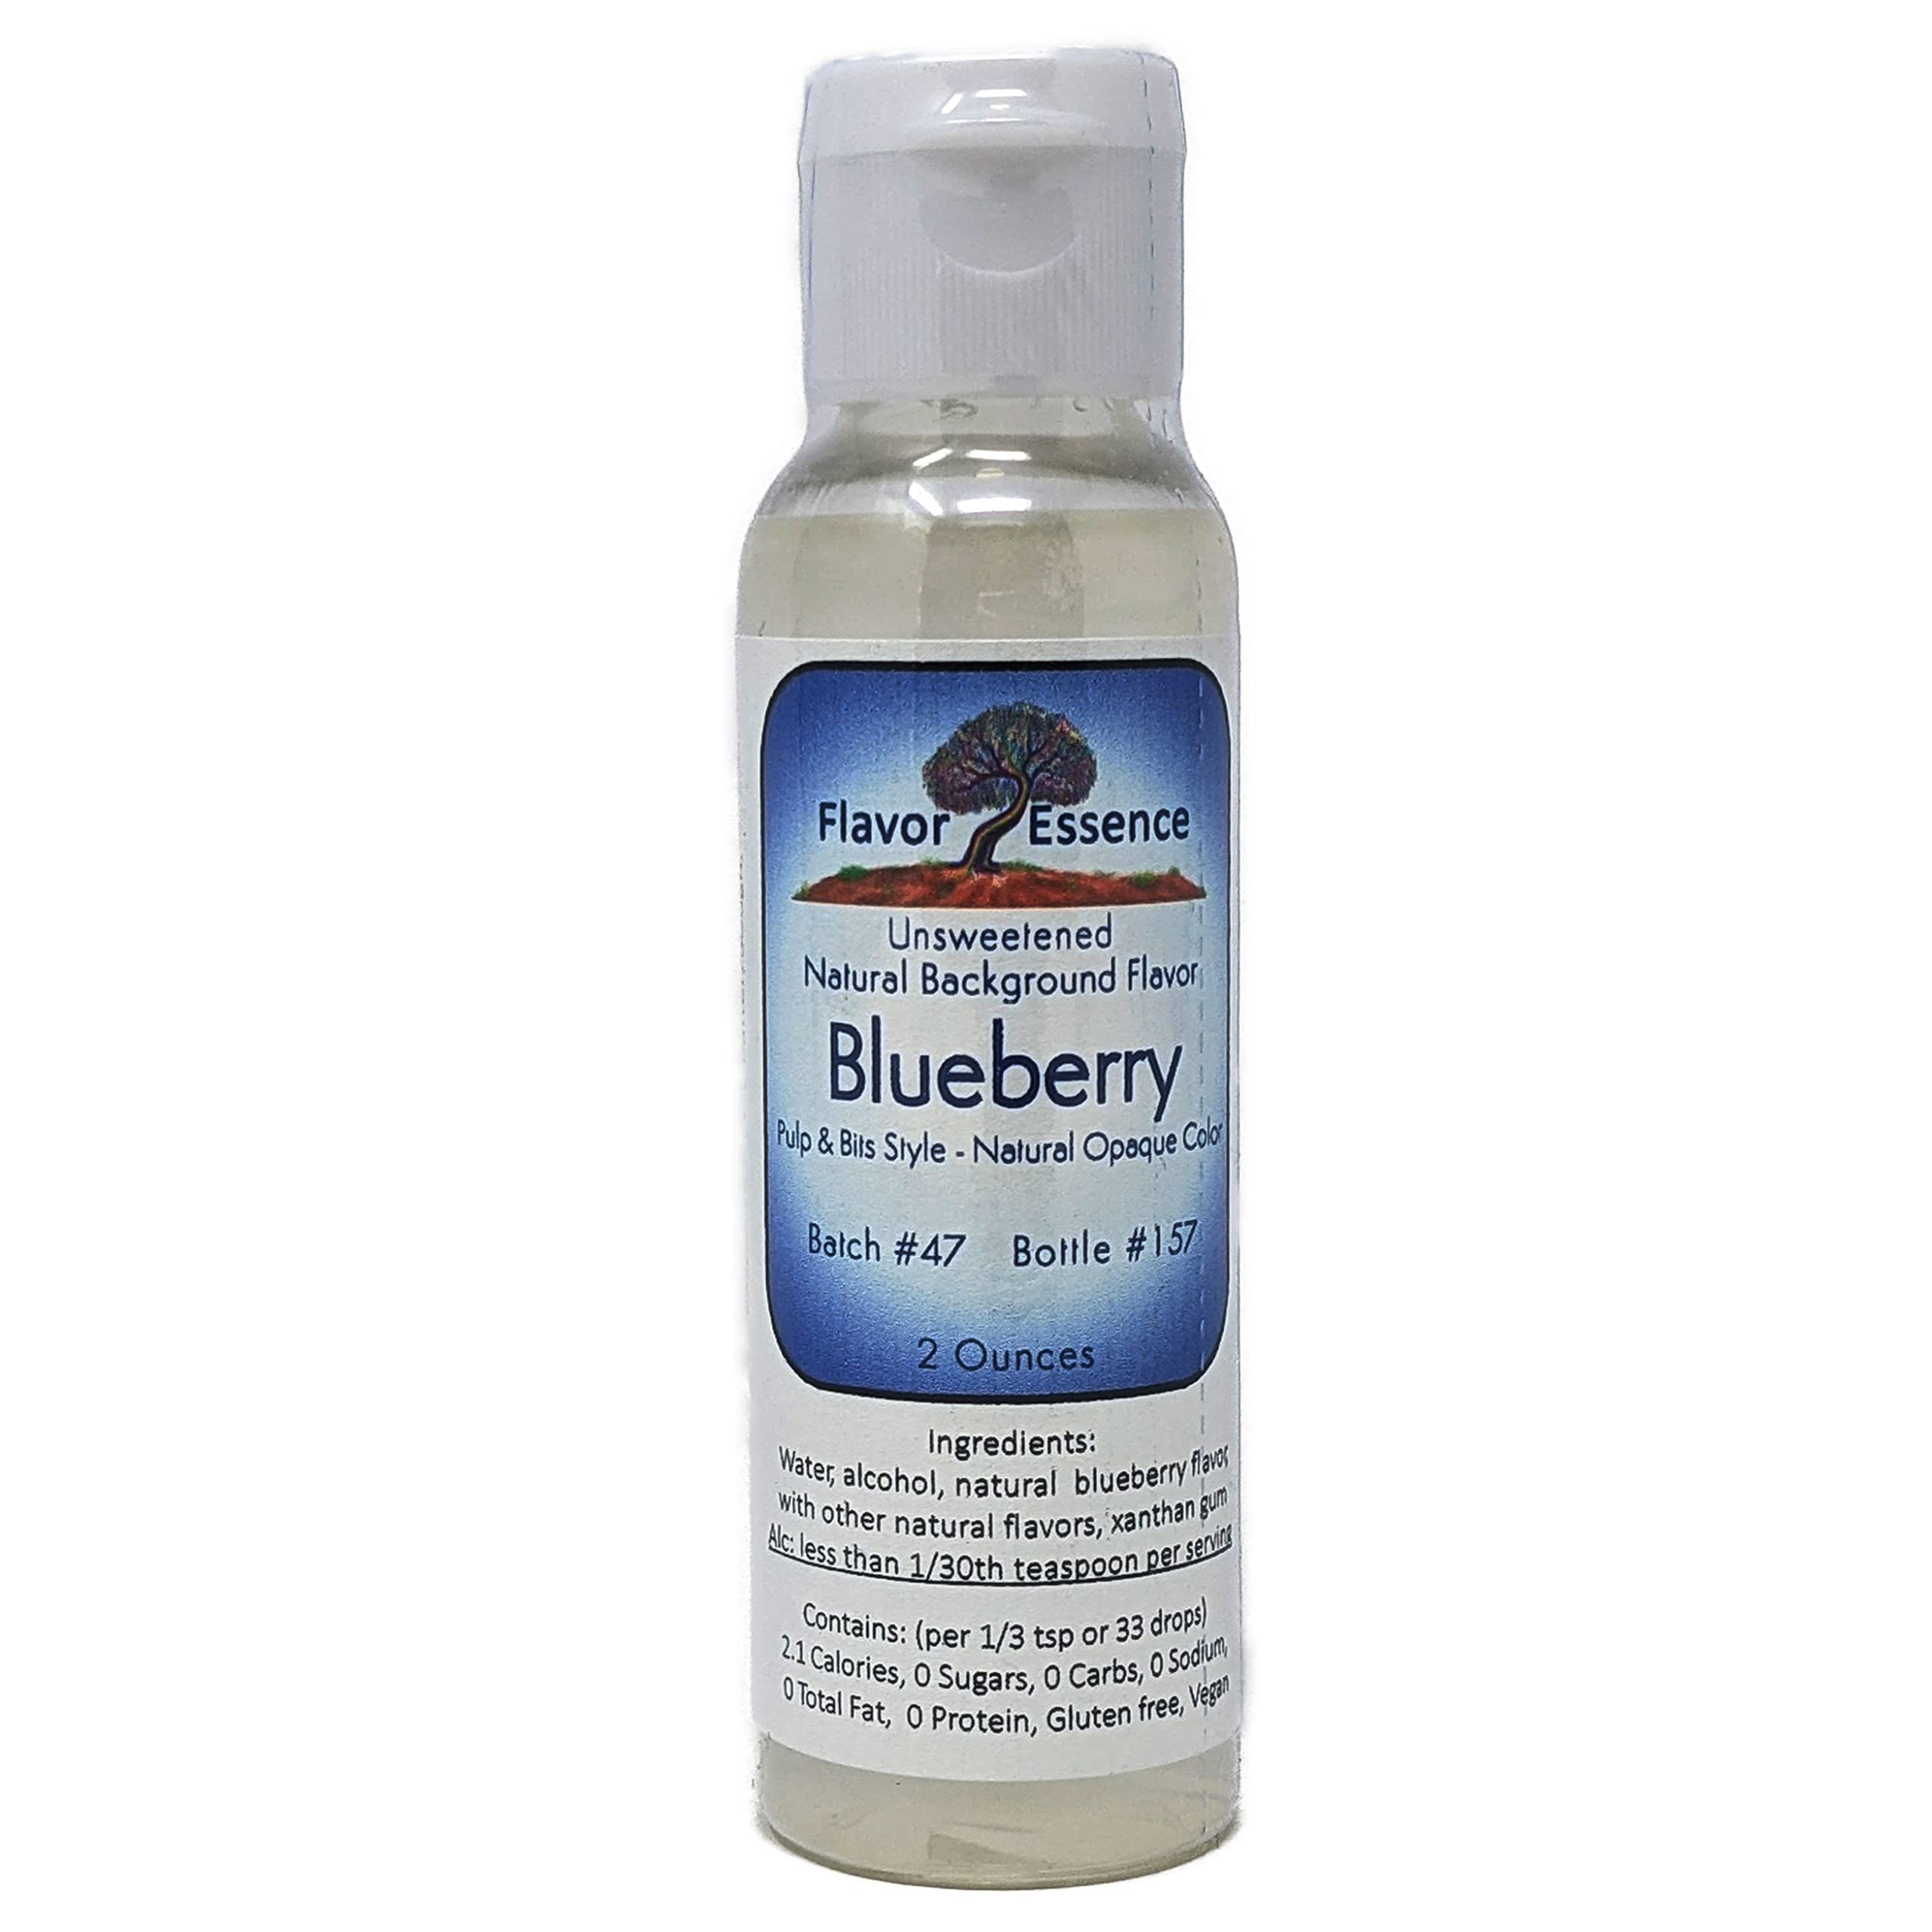 Flavor Essence
Unsweetened
Natural Background Flavor
Blueberry
Pulp & Bits Style - Natural Opaque Color
Batch #47 Bottle #157
2 Ounces
Ingredients:
Water, alcohol, natural blueberry flavor,
with other natural flavors, xanthan gum
Alc: less than 1/30th teaspoon per serving
Contains: (per 1/3 tsp or 33 drops)
2.1 Calories, 0 Sugars, 0 Carbs, 0 Sodium,
0 Total Fat, 0 Protein, Gluten free, Vegan